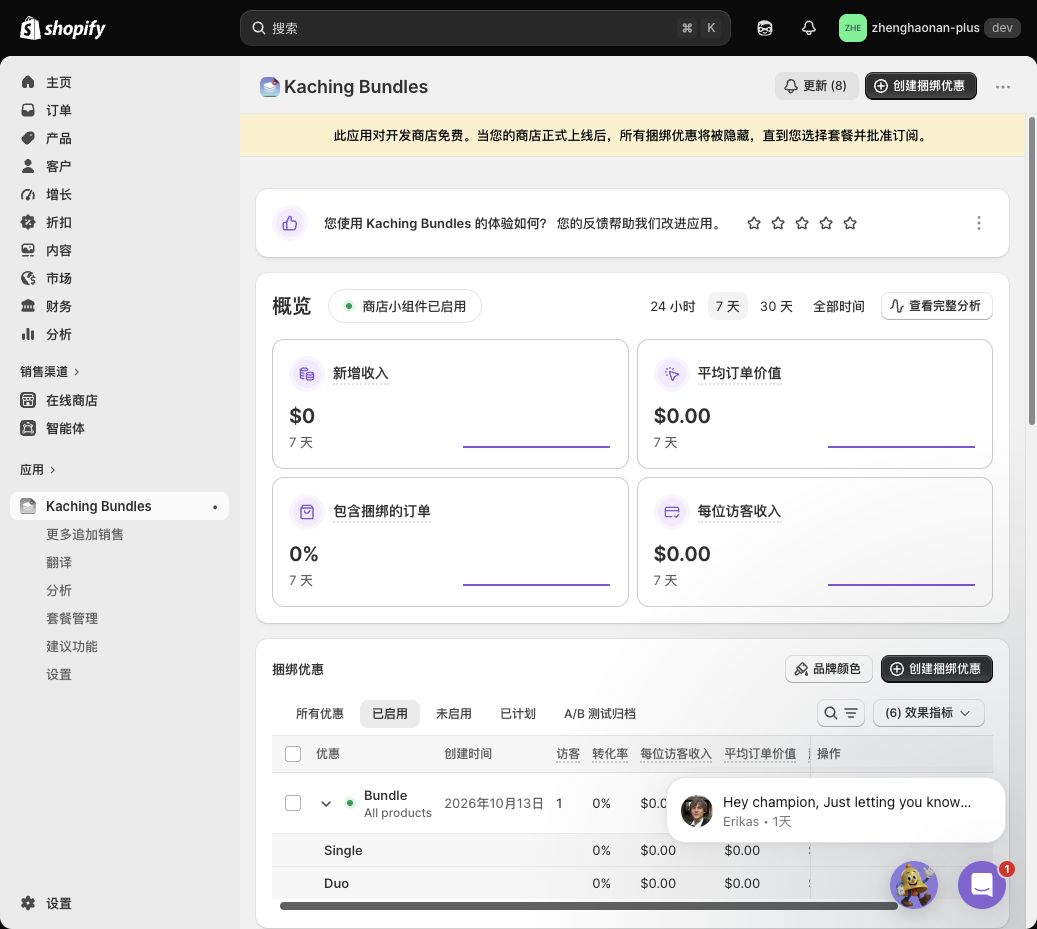 shopify
搜索
⌘ K
ZHE
zhenghaonan-plus dev
主页
订单
产品
客户
增长
折扣
内容
市场
财务
分析
销售渠道
在线商店
智能体
应用
Kaching Bundles
更多追加销售
翻译
分析
套餐管理
建议功能
设置
设置
Kaching Bundles
更新 (8)
创建捆绑优惠
此应用对开发商店免费。当您的商店正式上线后，所有捆绑优惠将被隐藏，直到您选择套餐并批准订阅。
您使用 Kaching Bundles 的体验如何？ 您的反馈帮助我们改进应用。
概览
商店小组件已启用
24 小时 7 天 30 天 全部时间
查看完整分析
新增收入
$0
7 天
平均订单价值
$0.00
7 天
包含捆绑的订单
0%
7 天
每位访客收入
$0.00
7 天
捆绑优惠
品牌颜色
创建捆绑优惠
所有优惠 已启用 未启用 已计划 A/B 测试归档
(6) 效果指标
优惠 创建时间 访客 转化率 每位访客收入 平均订单价值 操作
Bundle
All products
2026年10月13日 1 0% $0.0
Single 0% $0.00 $0.00
Duo 0% $0.00 $0.00
Hey champion, Just letting you know...
Erikas • 1天
1